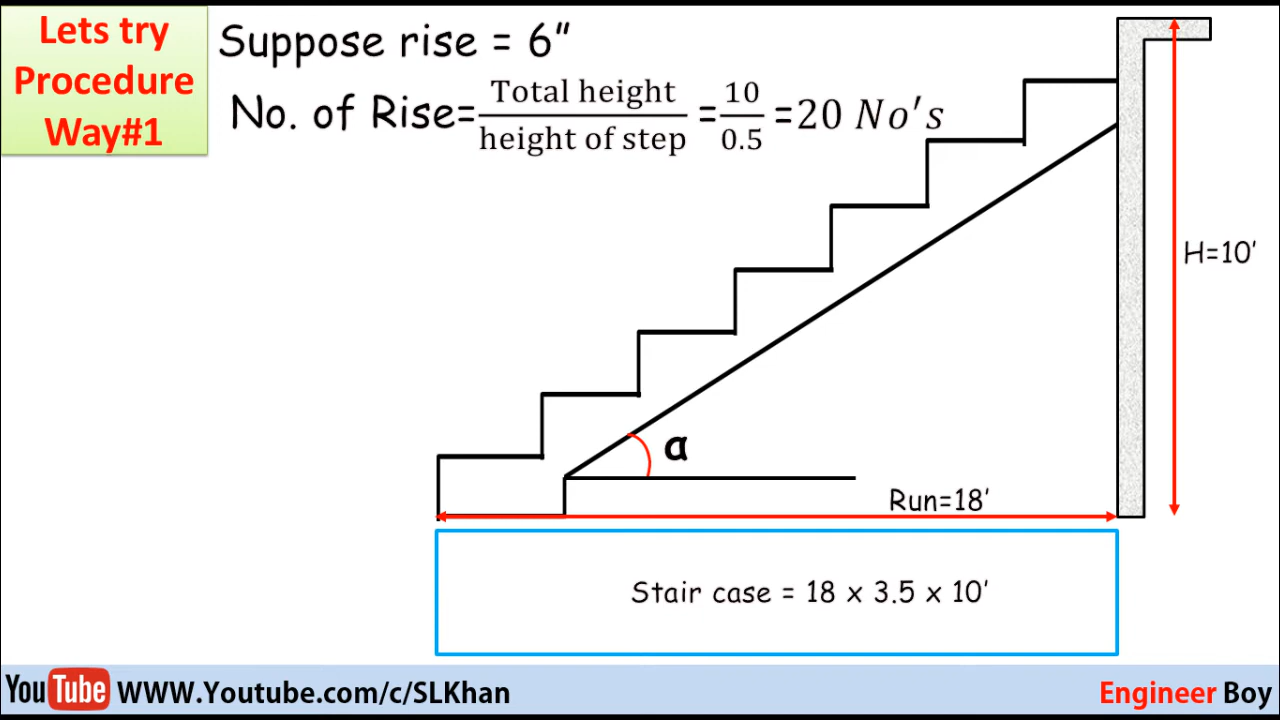 Lets try
Procedure
Way#1
Suppose rise = 6″
No. of Rise= Total height / height of step = 10 / 0.5 =20 No′s
H=10′
α
Run=18′
Stair case = 18 x 3.5 x 10′
YouTube WWW.Youtube.com/c/SLKhan
Engineer Boy